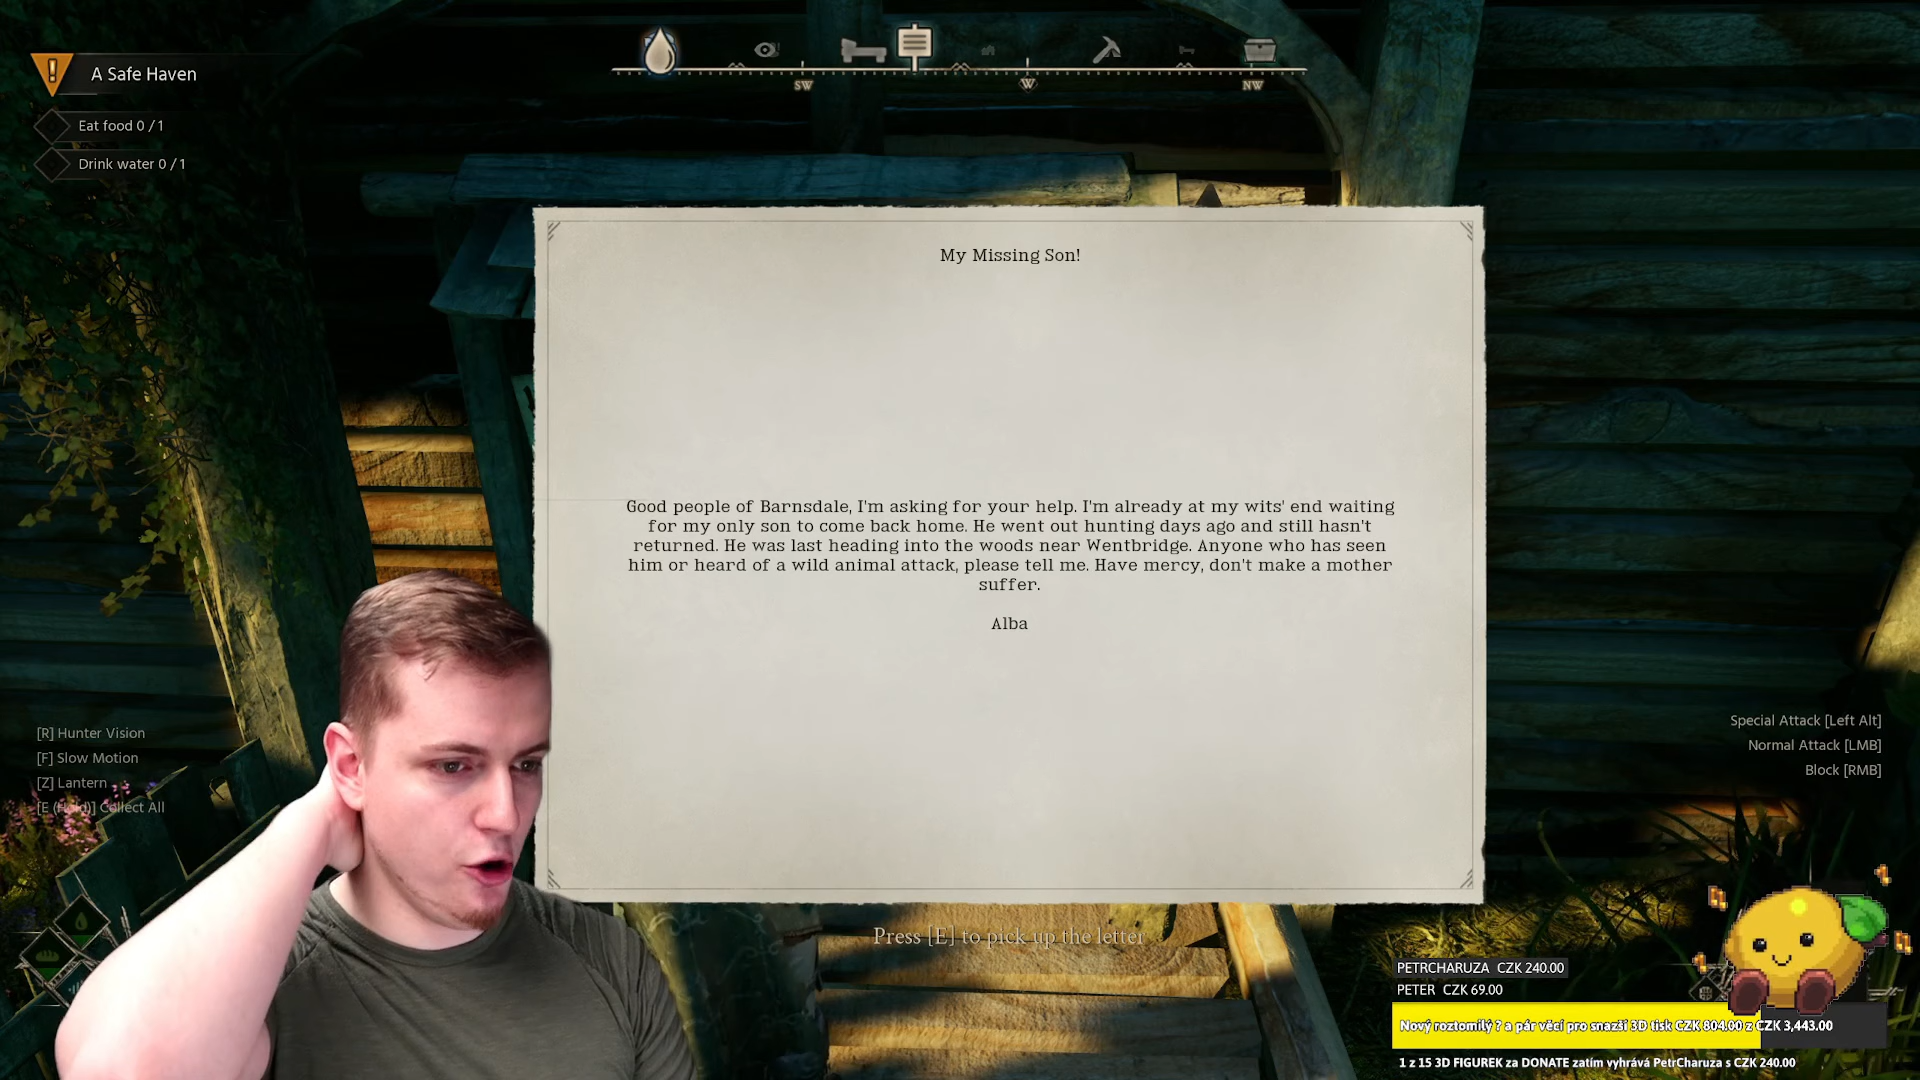 A Safe Haven
Eat food 0 / 1
Drink water 0 / 1
SW
W
NW
My Missing Son!
Good people of Barnsdale, I'm asking for your help. I'm already at my wits' end waiting
for my only son to come back home. He went out hunting days ago and still hasn't
returned. He was last heading into the woods near Wentbridge. Anyone who has seen
him or heard of a wild animal attack, please tell me. Have mercy, don't make a mother
suffer.
Alba
[R] Hunter Vision
[F] Slow Motion
[Z] Lantern
[E (Hold)] Collect All
Special Attack [Left Alt]
Normal Attack [LMB]
Block [RMB]
Press [E] to pick up the letter
PETRCHARUZA CZK 240.00
PETER CZK 69.00
Nový roztomilý ? a pár věcí pro snazší 3D tisk CZK 804.00 z CZK 3,443.00
1 z 15 3D FIGUREK za DONATE zatím vyhrává PetrCharuza s CZK 240.00